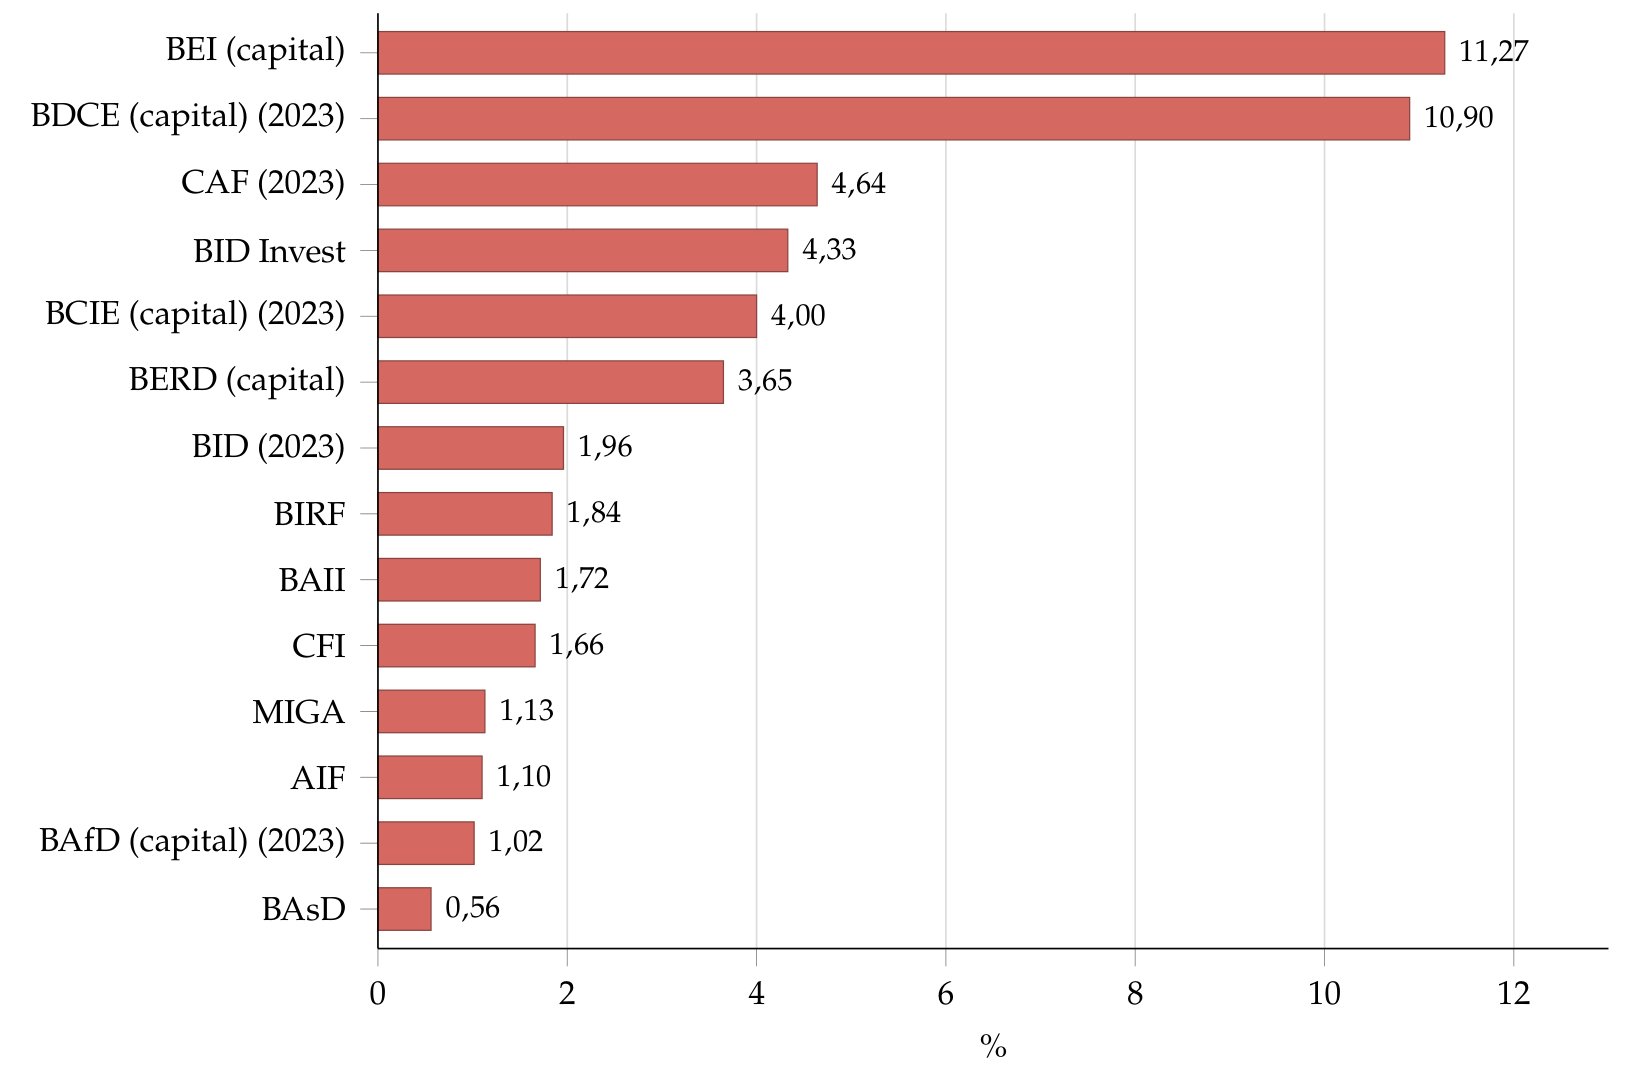 BEI (capital) 11,27
BDCE (capital) (2023) 10,90
CAF (2023) 4,64
BID Invest 4,33
BCIE (capital) (2023) 4,00
BERD (capital) 3,65
BID (2023) 1,96
BIRF 1,84
BAII 1,72
CFI 1,66
MIGA 1,13
AIF 1,10
BAfD (capital) (2023) 1,02
BAsD 0,56
0 2 4 6 8 10 12
%